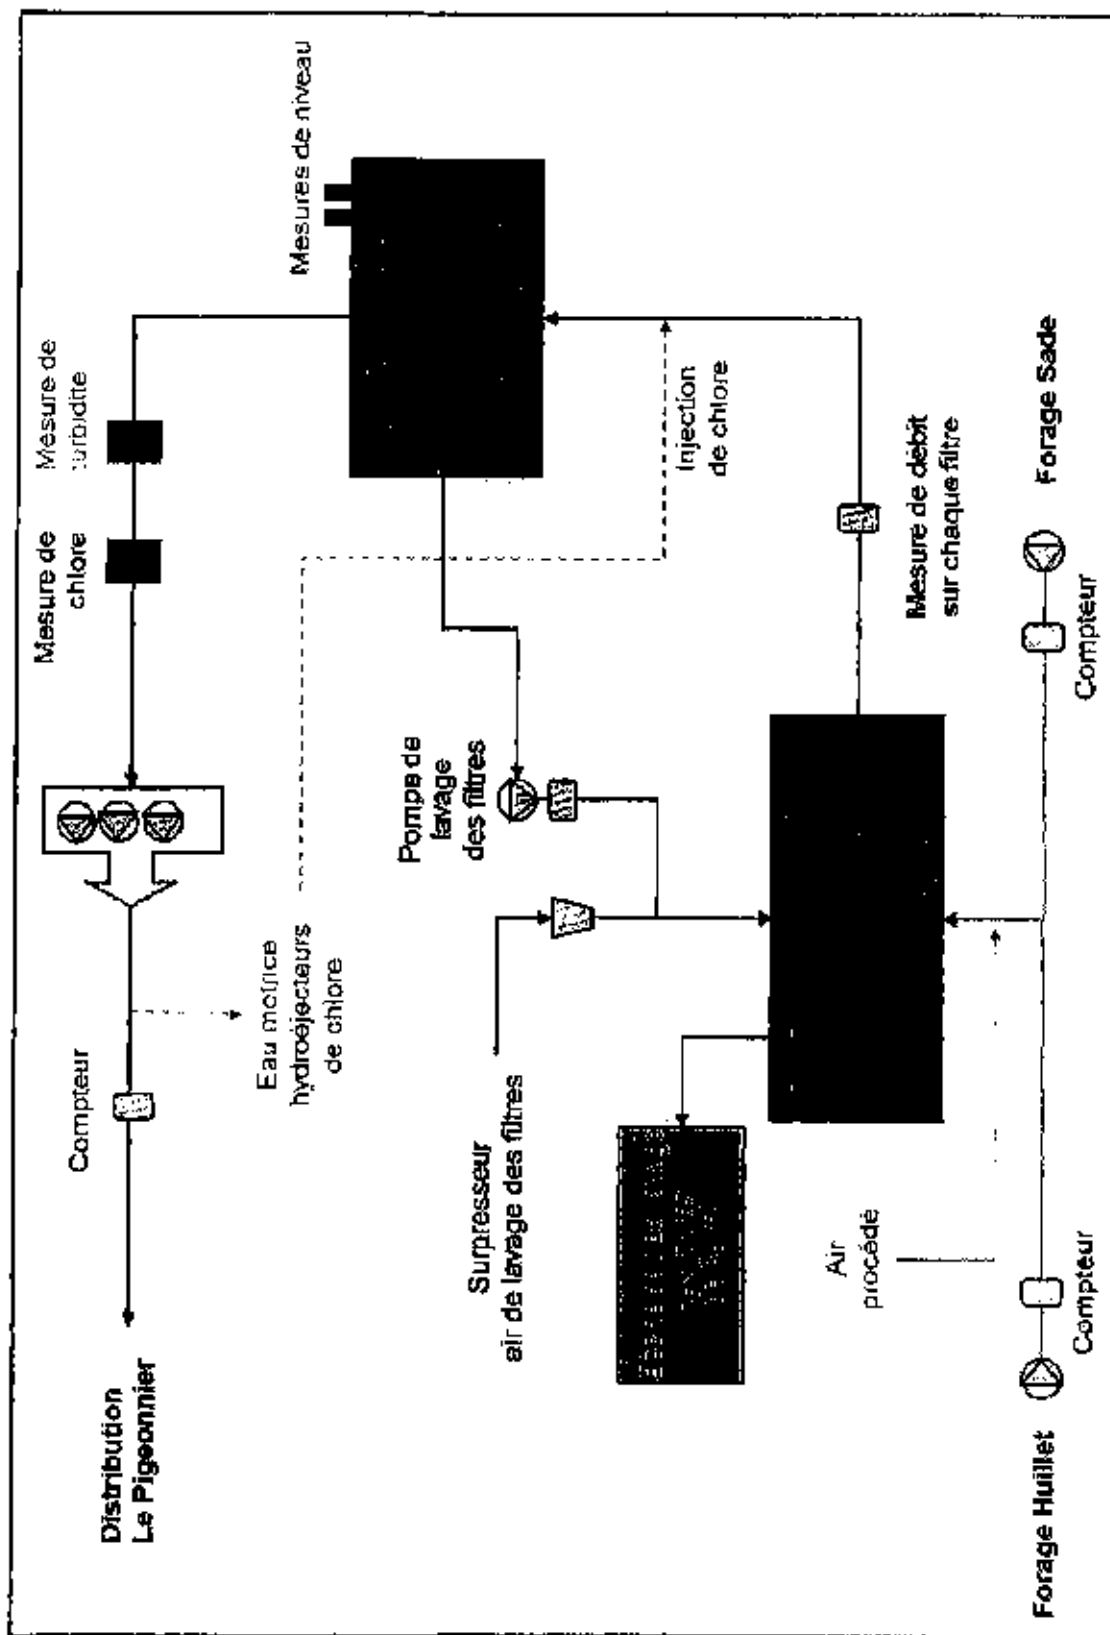 Distribution
Le Pigeonnier
Compteur
Mesure de
chlore
Mesure de
turbidite
Eau motrice
hydroéjecteurs
de chlore
Mesures de niveau
Pompe de
lavage
des filtres
Surpresseur
air de lavage des filtres
Injection
de chlore
Air
procédé
Mesure de débit
sur chaque filtre
Forage Huillet
Compteur
Compteur
Forage Sade